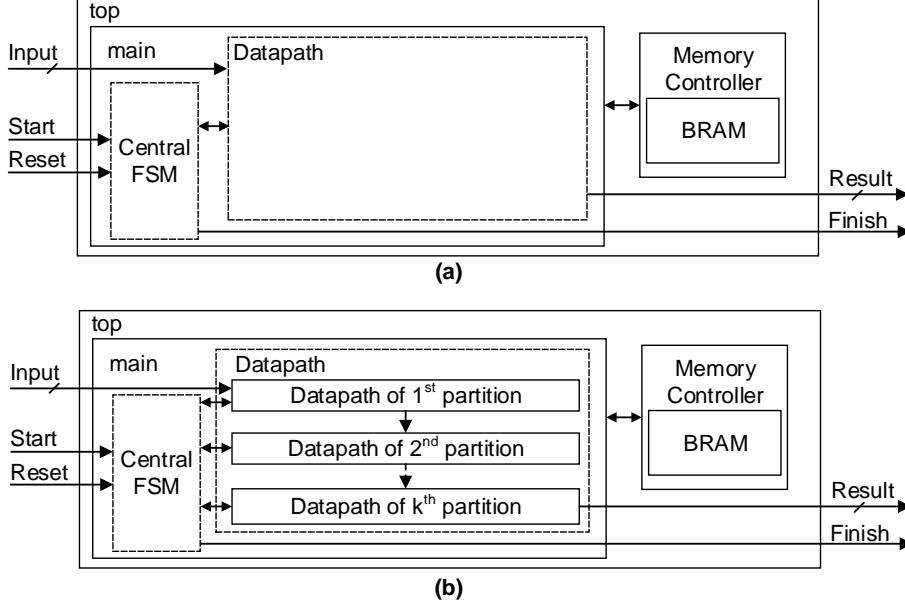 top
Input
main
Datapath
Memory
Controller
BRAM
Start
Central
FSM
Reset
Result
Finish
(a)
top
Input
main
Datapath
Memory
Controller
Datapath of 1st partition
BRAM
Start
Datapath of 2nd partition
Central
FSM
Reset
Datapath of kth partition
Result
Finish
(b)